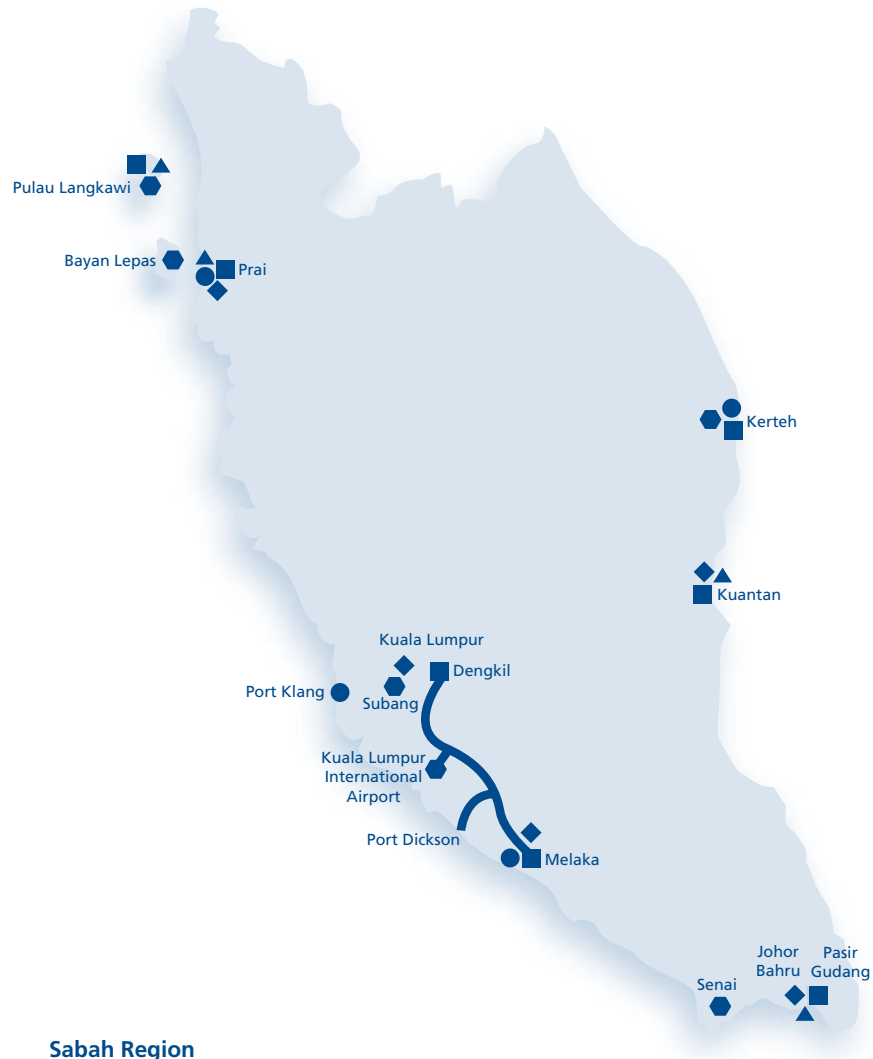 Pulau Langkawi
Bayan Lepas
Prai
Kerteh
Kuantan
Kuala Lumpur
Dengkil
Port Klang
Subang
Kuala Lumpur
International
Airport
Port Dickson
Melaka
Johor
Bahru
Pasir
Gudang
Senai
Sabah Region